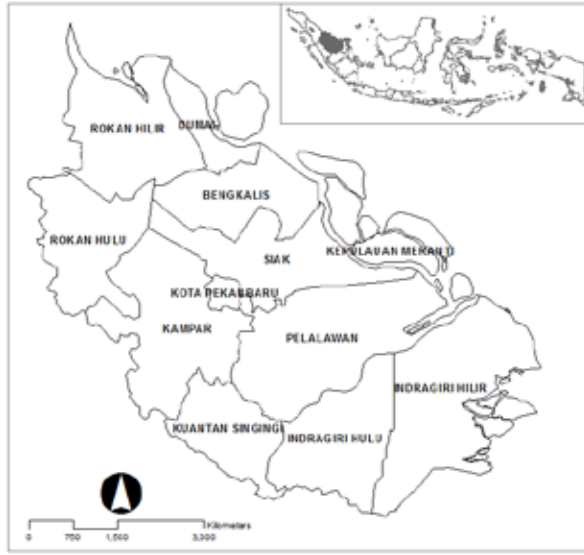 ROKAN HILIR
DUMAI
BENGKALIS
ROKAN HULU
SIAK
KEPULAUAN MERANTI
KOTA PEKANBARU
KAMPAR
PELALAWAN
INDRAGIRI HILIR
KUANTAN SINGINGI
INDRAGIRI HULU
Kilometers
0 750 1,500 3,000